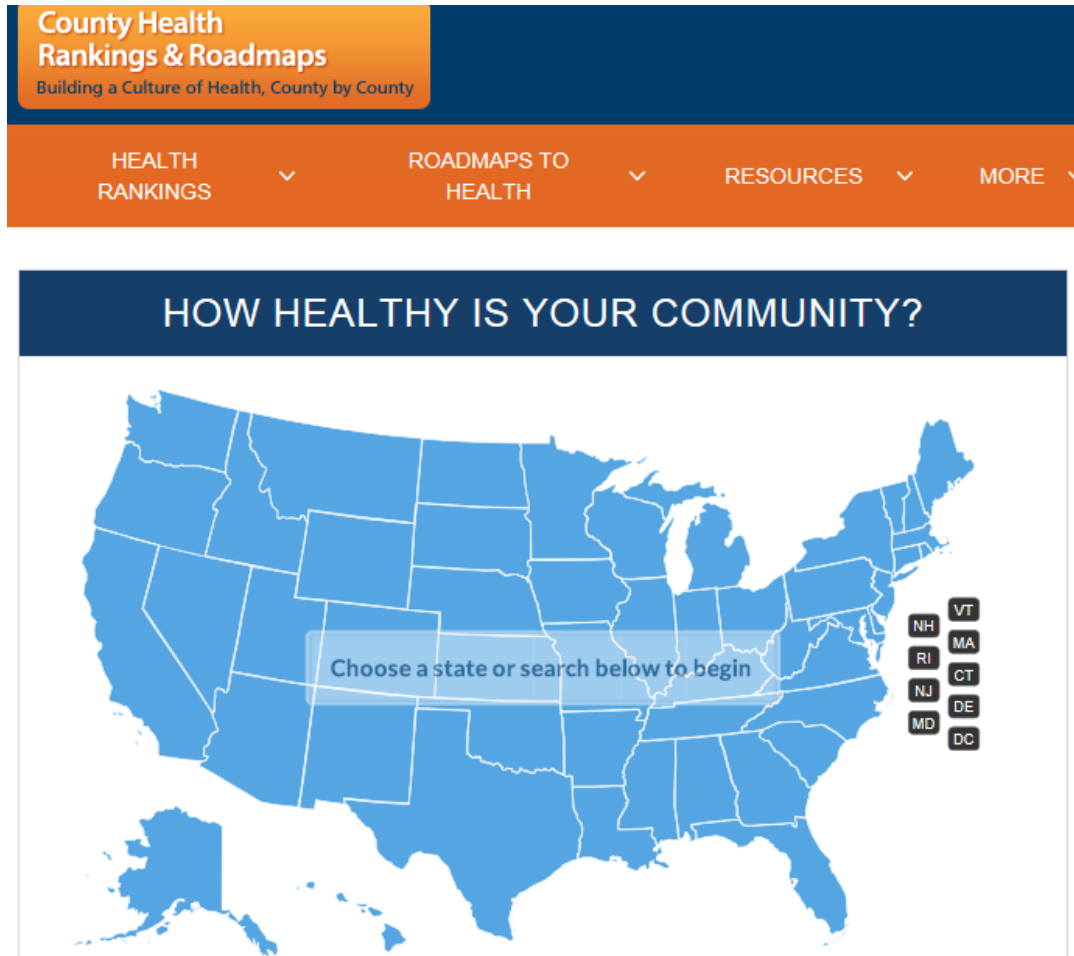 County Health
Rankings & Roadmaps
Building a Culture of Health, County by County
HEALTH
RANKINGS
ROADMAPS TO
HEALTH
RESOURCES
MORE
HOW HEALTHY IS YOUR COMMUNITY?
Choose a state or search below to begin
VT
NH
MA
RI
CT
NJ
DE
MD
DC